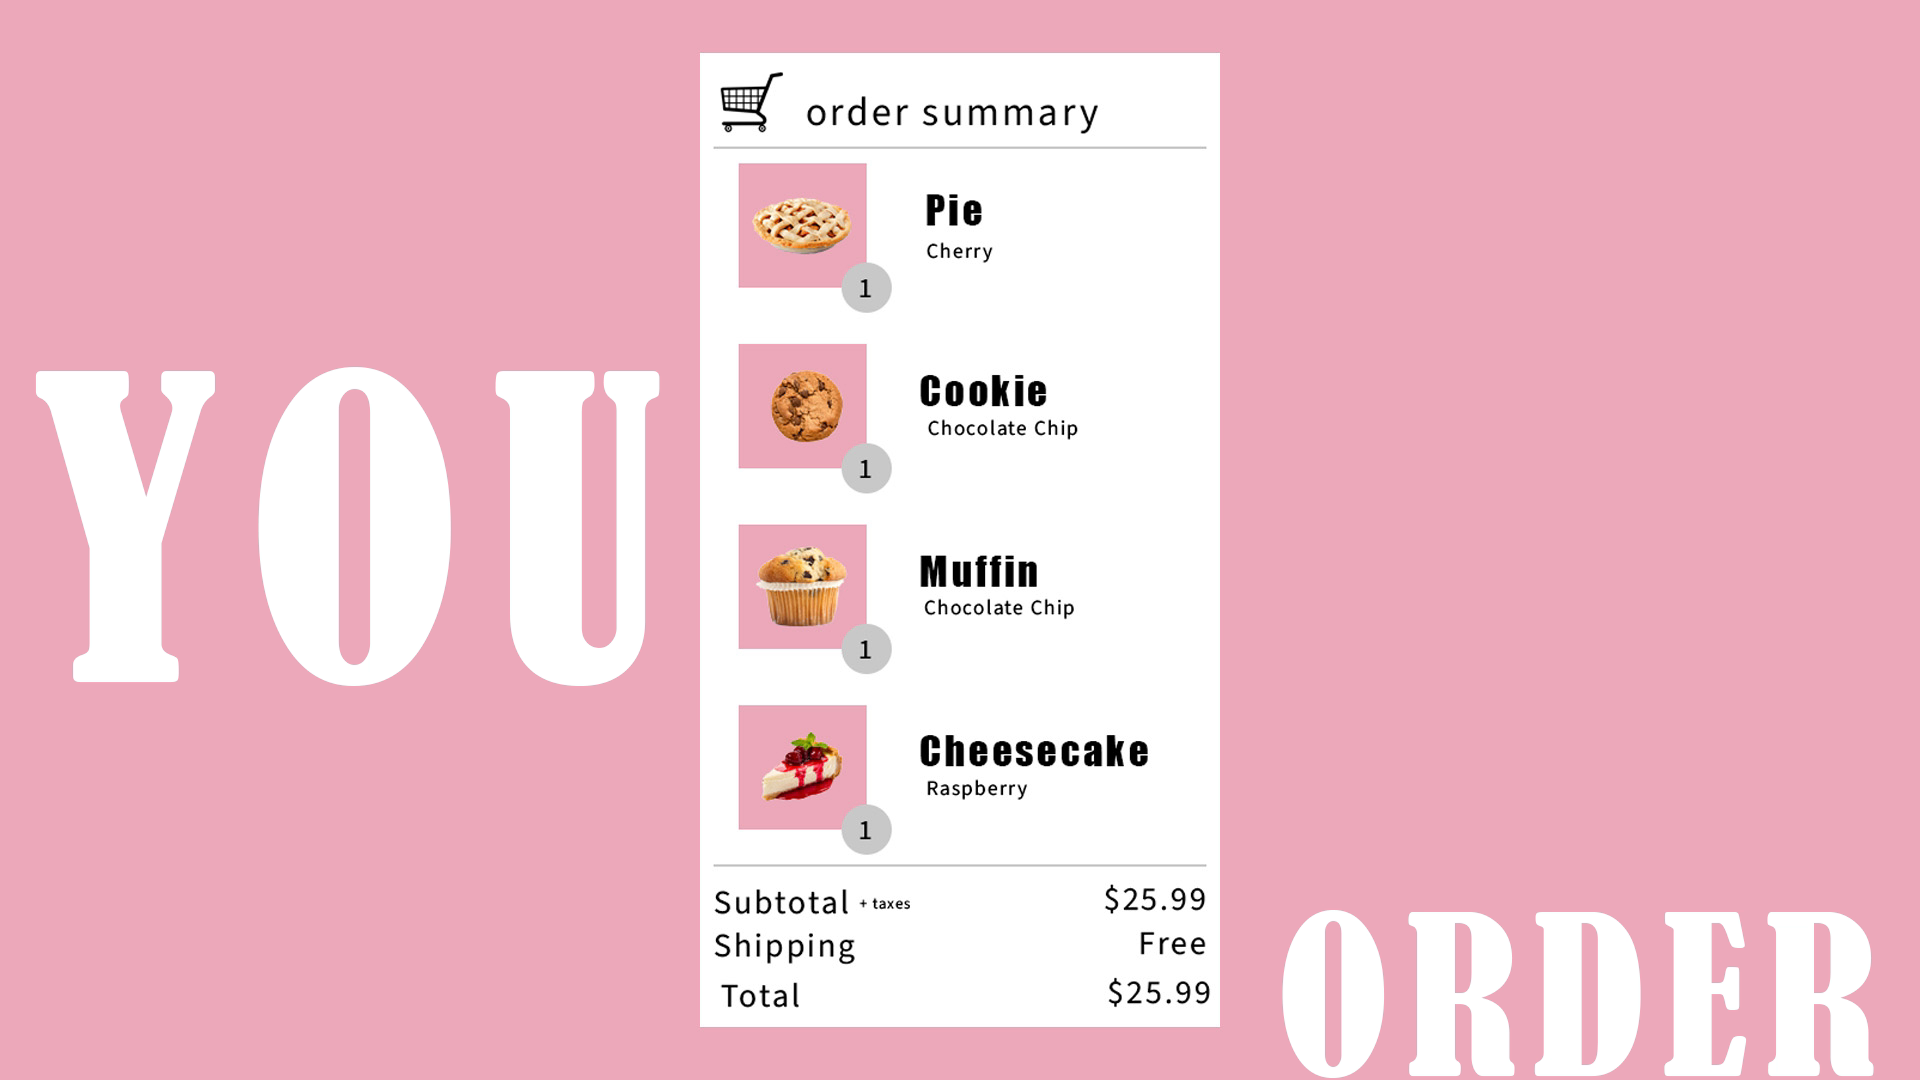 YOU
order summary
Pie
Cherry
1
Cookie
Chocolate Chip
1
Muffin
Chocolate Chip
1
Cheesecake
Raspberry
1
Subtotal + taxes $25.99
Shipping Free
Total $25.99
ORDER